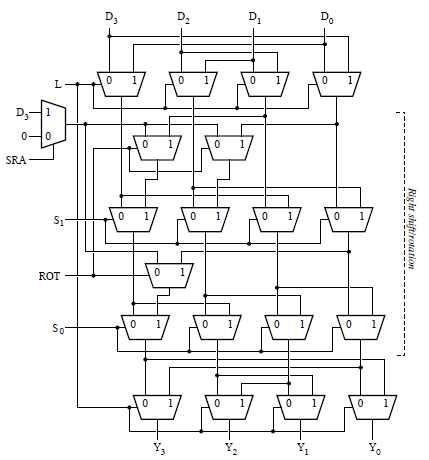 D3 D2 D1 D0
0 1 0 1 0 1 0 1
L
D3 1
0 0
SRA
0 1 0 1
S1 0 1 0 1 0 1 0 1
Right shift/rotation
ROT 0 1
S0 0 1 0 1 0 1 0 1
0 1 0 1 0 1 0 1
Y3 Y2 Y1 Y0